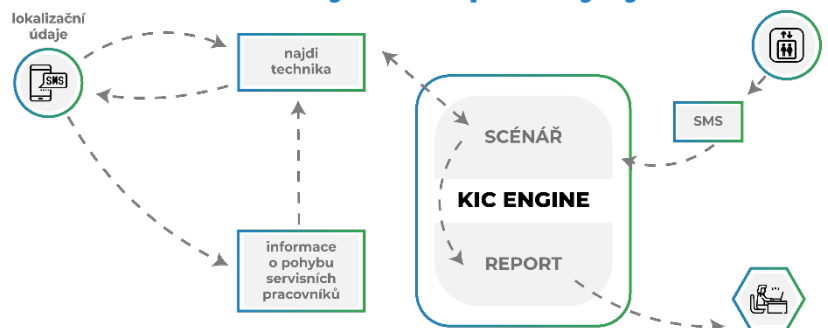 lokalizační
údaje
SMS
najdi
technika
SMS
SCÉNÁŘ
KIC ENGINE
REPORT
informace
o pohybu
servisních
pracovníků